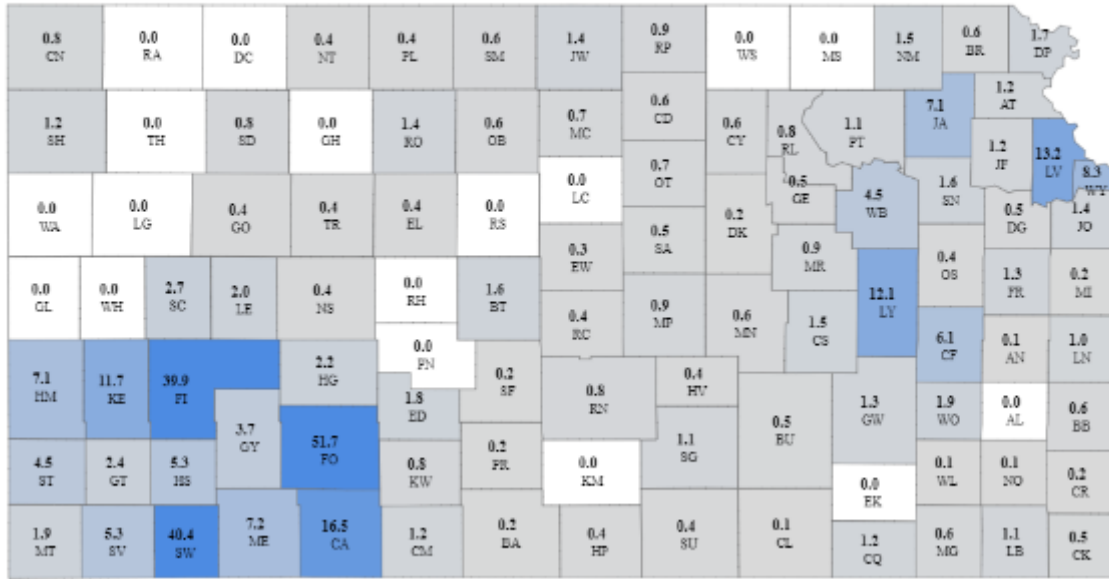 0.8
CN
0.0
RA
0.0
DC
0.4
NT
0.4
PL
0.6
SM
1.4
JW
0.9
RP
0.0
WS
0.0
MS
1.5
NM
0.6
BR
1.7
DP
1.2
SH
0.0
TH
0.8
SD
0.0
GH
1.4
RO
0.6
OB
0.7
MC
0.6
CD
0.6
CY
0.8
RL
1.1
PT
7.1
JA
1.2
AT
1.2
JF
13.2
LV
8.3
WY
0.0
WA
0.0
LG
0.4
GO
0.4
TR
0.4
EL
0.0
RS
0.0
LC
0.7
OT
0.2
DK
0.5
GE
4.5
WB
1.6
SN
0.5
DG
1.4
JO
0.0
GL
0.0
WH
2.7
SC
2.0
LE
0.4
NS
0.0
RH
1.6
BT
0.3
EW
0.5
SA
0.9
MR
0.4
OS
1.3
FR
0.2
MI
0.4
RC
0.9
MP
0.6
MN
1.5
CS
12.1
LY
6.1
CF
0.1
AN
1.0
LN
7.1
HM
11.7
KE
39.9
FI
2.2
HG
0.0
PN
1.8
ED
0.2
SF
0.8
RN
0.4
HV
0.5
BU
1.3
GW
1.9
WO
0.0
AL
0.6
BB
4.5
ST
2.4
GT
5.3
HS
3.7
GY
51.7
FO
0.8
KW
0.2
PR
0.0
KM
1.1
SG
0.0
EK
0.1
WL
0.1
NO
0.2
CR
1.9
MT
5.3
SV
40.4
SW
7.2
ME
16.5
CA
1.2
CM
0.2
BA
0.4
HP
0.4
SU
0.1
CL
1.2
CQ
0.6
MG
1.1
LB
0.5
CK